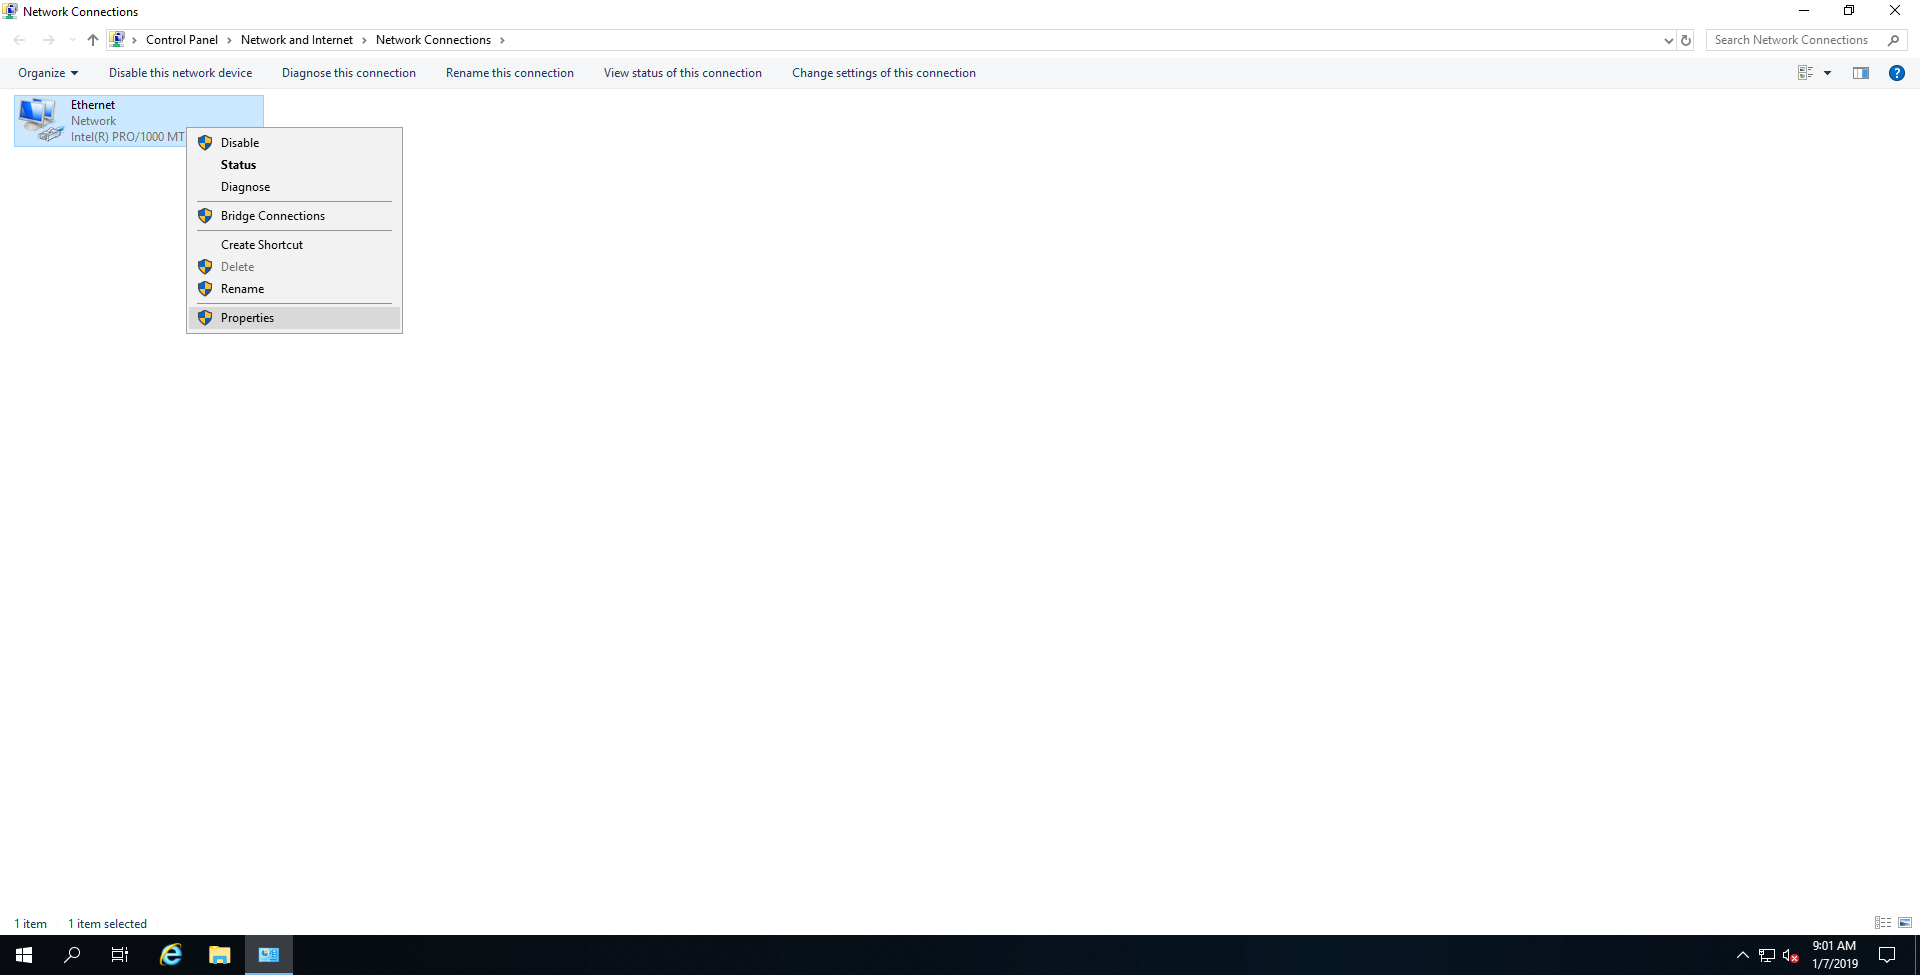 Network Connections
Control Panel Network and Internet Network Connections
Search Network Connections
Organize Disable this network device Diagnose this connection Rename this connection View status of this connection Change settings of this connection
Ethernet
Network
Intel(R) PRO/1000 MT
Disable
Status
Diagnose
Bridge Connections
Create Shortcut
Delete
Rename
Properties
1 item 1 item selected
9:01 AM
1/7/2019